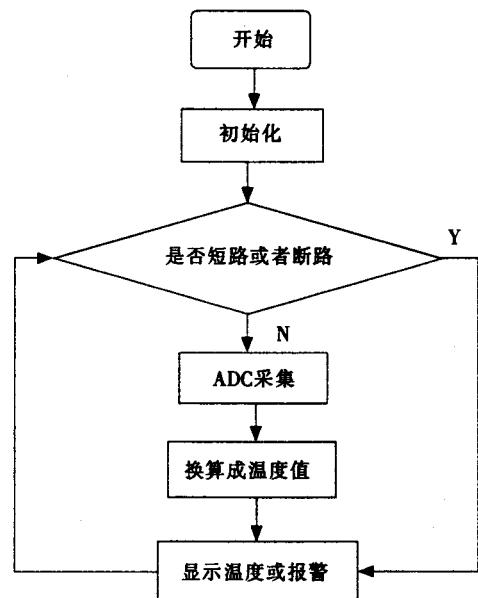 开始
初始化
是否短路或者断路
Y
N
ADC采集
换算成温度值
显示温度或报警